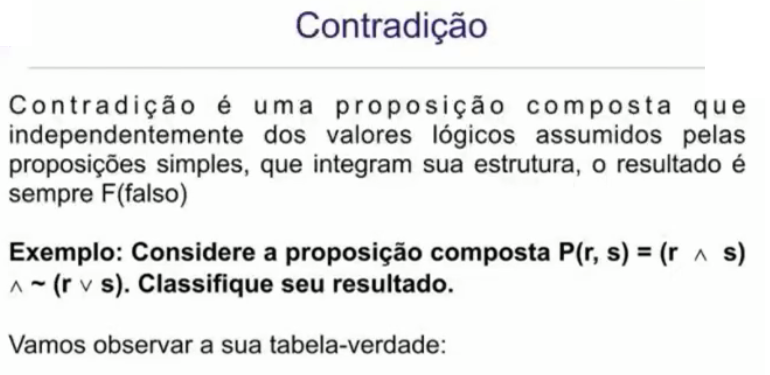 Contradição
Contradição é uma proposição composta que
independentemente dos valores lógicos assumidos pelas
proposições simples, que integram sua estrutura, o resultado é
sempre F(falso)
Exemplo: Considere a proposição composta P(r, s) = (r ∧ s)
∧ ~ (r ∨ s). Classifique seu resultado.
Vamos observar a sua tabela-verdade: